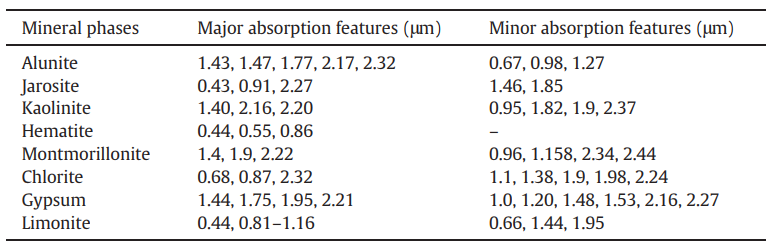 Mineral phases Major absorption features (μm) Minor absorption features (μm)
Alunite 1.43, 1.47, 1.77, 2.17, 2.32 0.67, 0.98, 1.27
Jarosite 0.43, 0.91, 2.27 1.46, 1.85
Kaolinite 1.40, 2.16, 2.20 0.95, 1.82, 1.9, 2.37
Hematite 0.44, 0.55, 0.86 –
Montmorillonite 1.4, 1.9, 2.22 0.96, 1.158, 2.34, 2.44
Chlorite 0.68, 0.87, 2.32 1.1, 1.38, 1.9, 1.98, 2.24
Gypsum 1.44, 1.75, 1.95, 2.21 1.0, 1.20, 1.48, 1.53, 2.16, 2.27
Limonite 0.44, 0.81–1.16 0.66, 1.44, 1.95